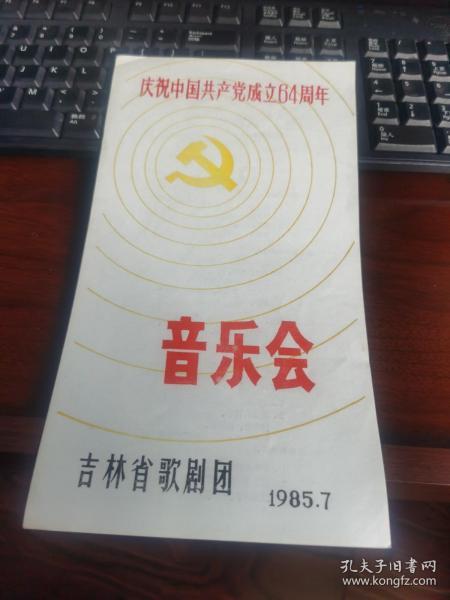 庆祝中国共产党成立64周年
音乐会
吉林省歌剧团
1985.7
孔夫子旧书网
www.kongfz.com